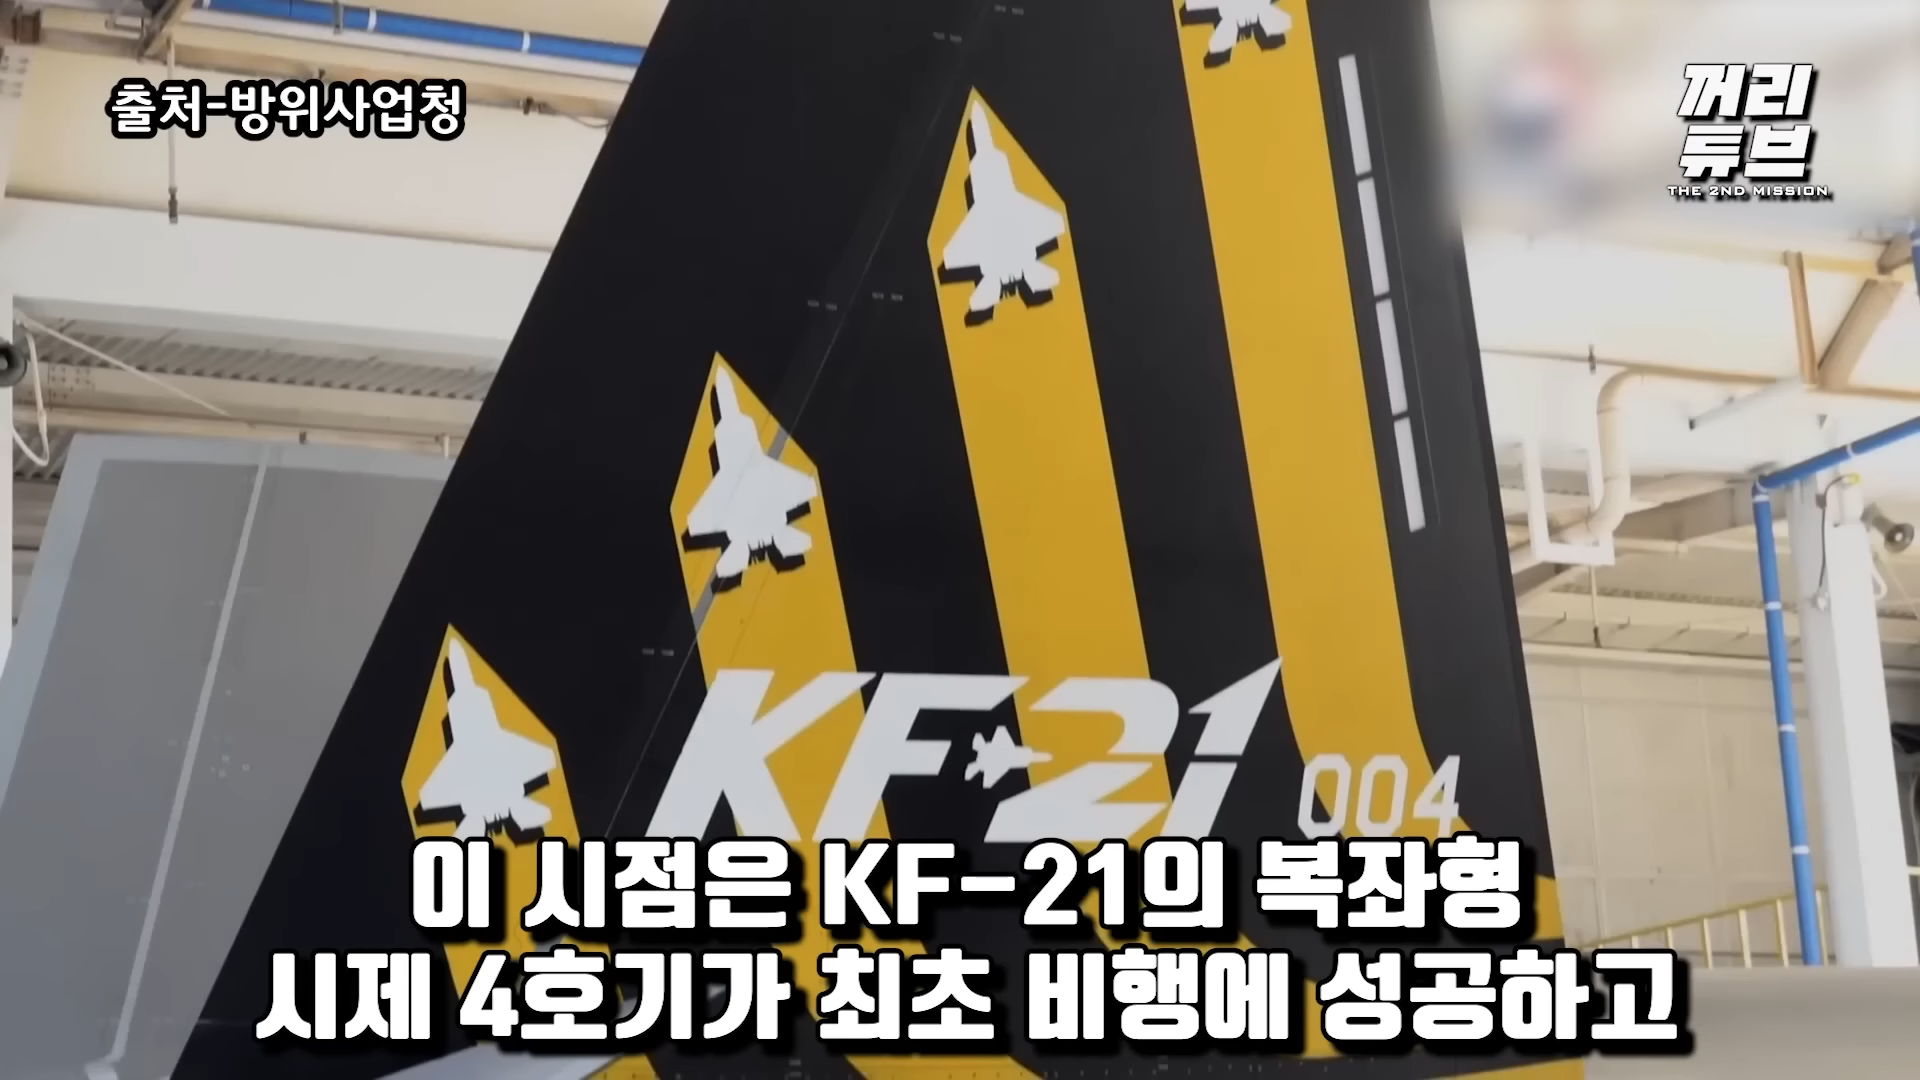 출처-방위사업청
꺼리
튜브
THE 2ND MISSION
KF-21
004
이 시점은 KF-21의 복좌형
시제 4호기가 최초 비행에 성공하고